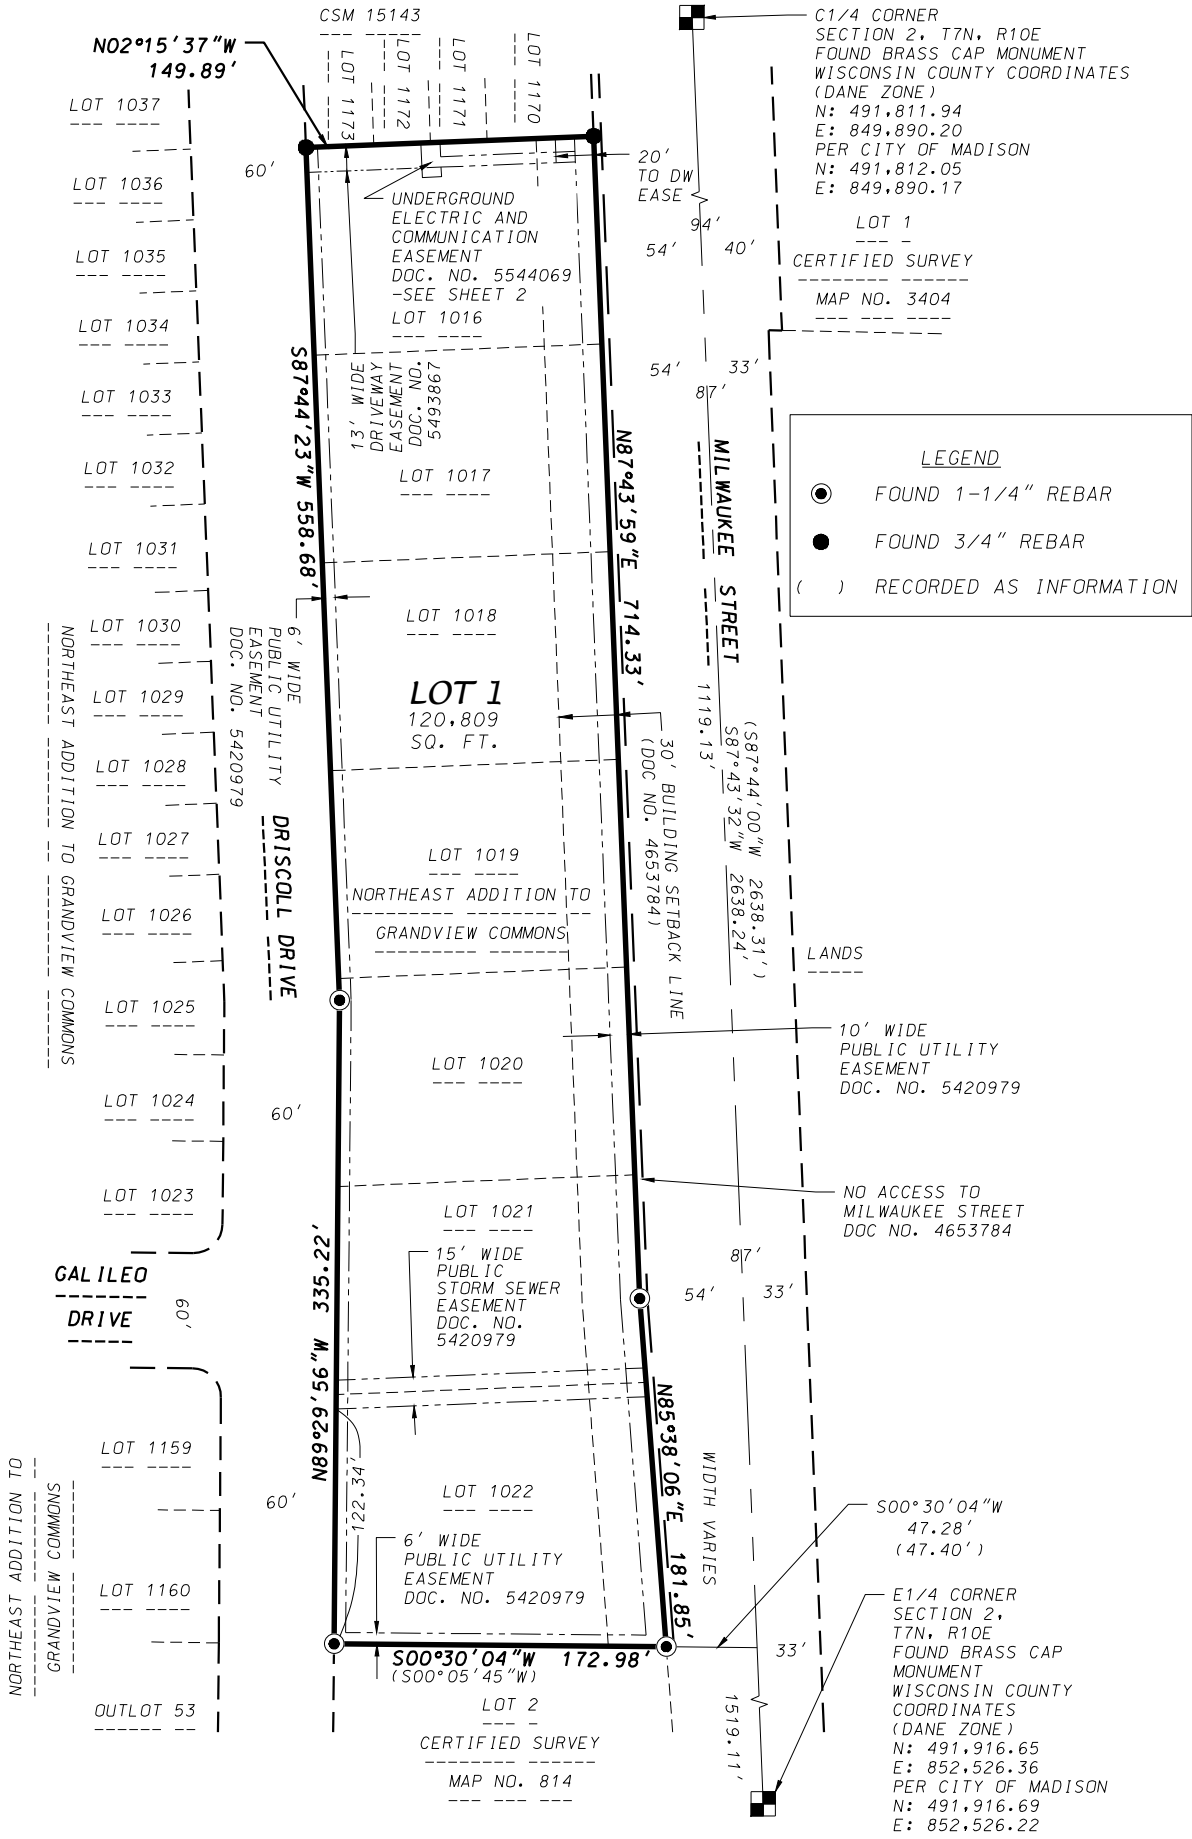 CSM 15143
N02°15'37"W
149.89'
LOT 1173
LOT 1172
LOT 1171
LOT 1170
C1/4 CORNER
SECTION 2, T7N, R10E
FOUND BRASS CAP MONUMENT
WISCONSIN COUNTY COORDINATES
(DANE ZONE)
N: 491,811.94
E: 849,890.20
PER CITY OF MADISON
N: 491,812.05
E: 849,890.17
LOT 1
CERTIFIED SURVEY
MAP NO. 3404
LOT 1037
LOT 1036
LOT 1035
LOT 1034
LOT 1033
LOT 1032
LOT 1031
LOT 1030
LOT 1029
LOT 1028
LOT 1027
LOT 1026
LOT 1025
LOT 1024
LOT 1023
60'
20'
TO DW
EASE
UNDERGROUND
ELECTRIC AND
COMMUNICATION
EASEMENT
DOC. NO. 5544069
-SEE SHEET 2
LOT 1016
94'
54'
40'
54'
33'
87'
S87°44'23"W 558.68'
13' WIDE
DRIVEWAY
EASEMENT
DOC. NO.
5493867
LOT 1017
N87°43'59"E 714.33'
MILWAUKEE STREET
1119.13'
(S87°44'00"W 2638.31')
S87°43'32"W 2638.24'
LEGEND
FOUND 1-1/4" REBAR
FOUND 3/4" REBAR
( ) RECORDED AS INFORMATION
LOT 1018
6' WIDE
PUBLIC UTILITY
EASEMENT
DOC. NO. 5420979
NORTHEAST ADDITION TO GRANDVIEW COMMONS
LOT 1
120,809
SQ. FT.
30' BUILDING SETBACK LINE
(DOC NO. 4653784)
DRISCOLL DRIVE
LOT 1019
NORTHEAST ADDITION TO
GRANDVIEW COMMONS
LANDS
10' WIDE
PUBLIC UTILITY
EASEMENT
DOC. NO. 5420979
LOT 1020
60'
NO ACCESS TO
MILWAUKEE STREET
DOC NO. 4653784
LOT 1021
15' WIDE
PUBLIC
STORM SEWER
EASEMENT
DOC. NO.
5420979
87'
54'
33'
GALILEO
DRIVE
60'
N89°29'56"W 335.22'
122.34'
N85°38'06"E 181.85'
WIDTH VARIES
LOT 1159
60'
LOT 1160
OUTLOT 53
NORTHEAST ADDITION TO
GRANDVIEW COMMONS
LOT 1022
6' WIDE
PUBLIC UTILITY
EASEMENT
DOC. NO. 5420979
S00°30'04"W
47.28'
(47.40')
S00°30'04"W 172.98'
(S00°05'45"W)
33'
1519.11'
LOT 2
CERTIFIED SURVEY
MAP NO. 814
E1/4 CORNER
SECTION 2,
T7N, R10E
FOUND BRASS CAP
MONUMENT
WISCONSIN COUNTY
COORDINATES
(DANE ZONE)
N: 491,916.65
E: 852,526.36
PER CITY OF MADISON
N: 491,916.69
E: 852,526.22